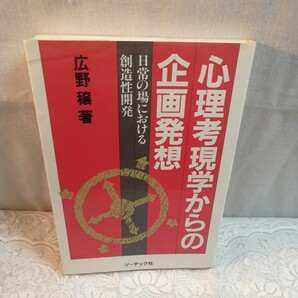 心理考現学からの
企画発想
日常の場における
創造性開発
広野穣著
ソーテック社